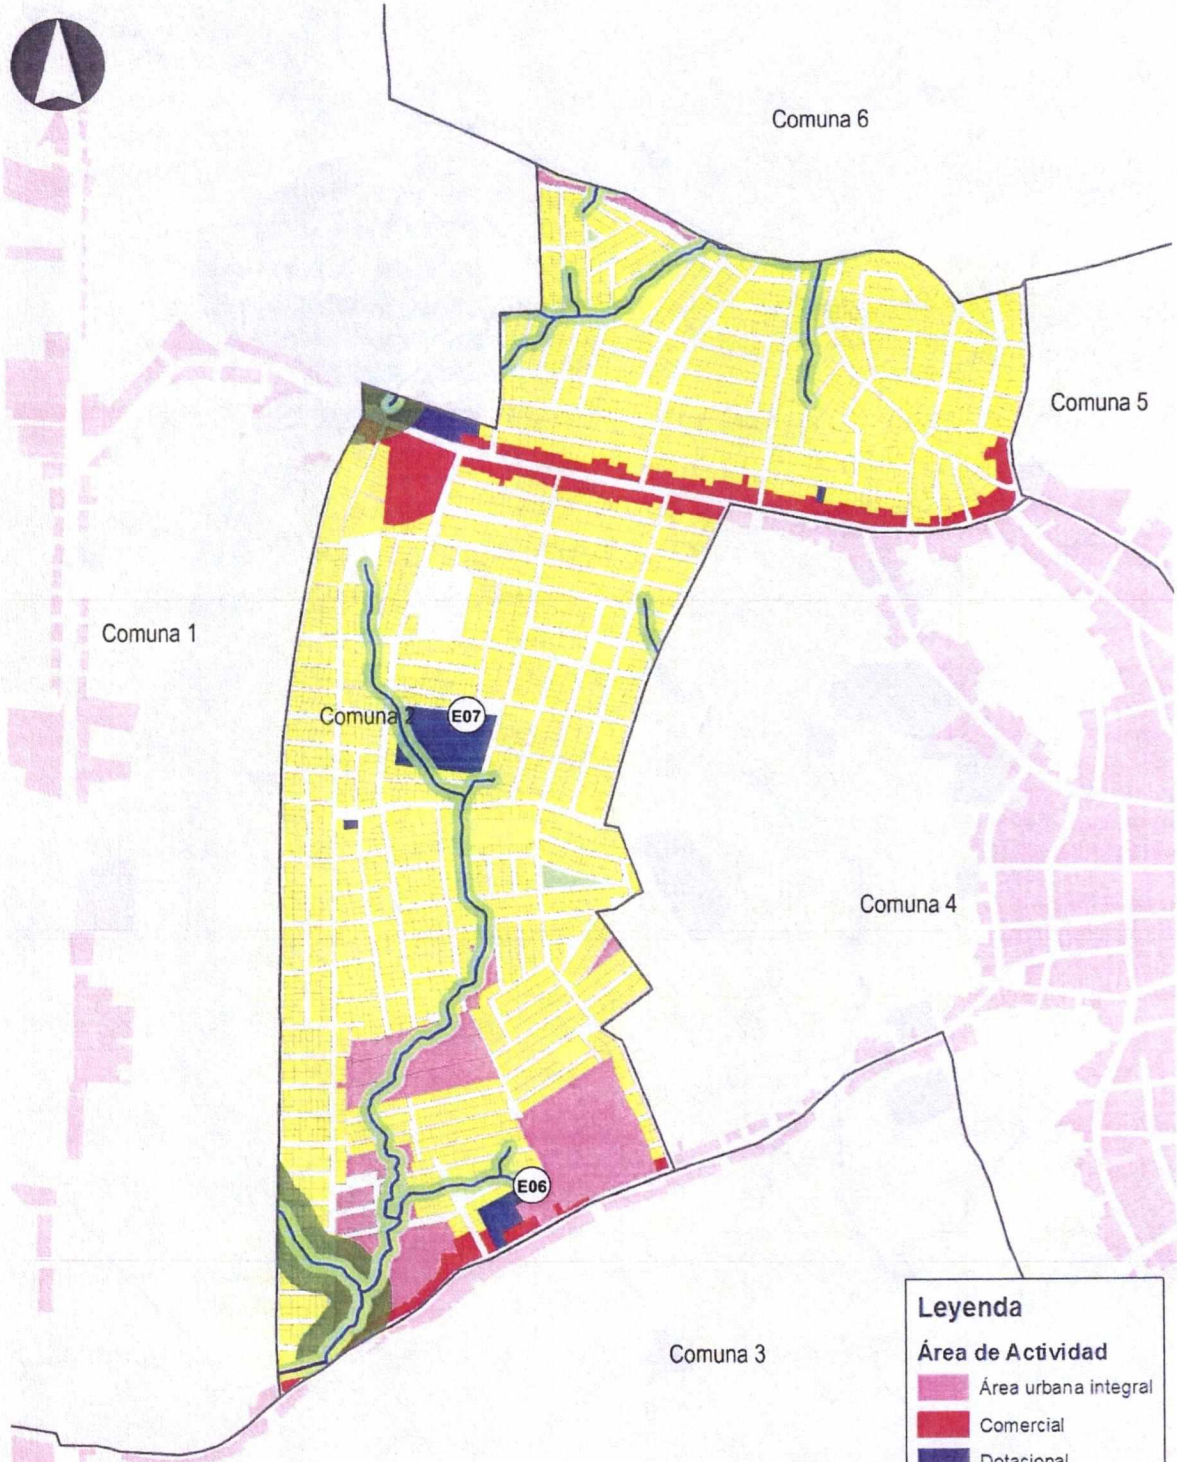 Comuna 6
Comuna 5
Comuna 1
Comuna 2
E07
Comuna 4
E06
Comuna 3
Leyenda
Área de Actividad
Área urbana integral
Comercial
Dotacional